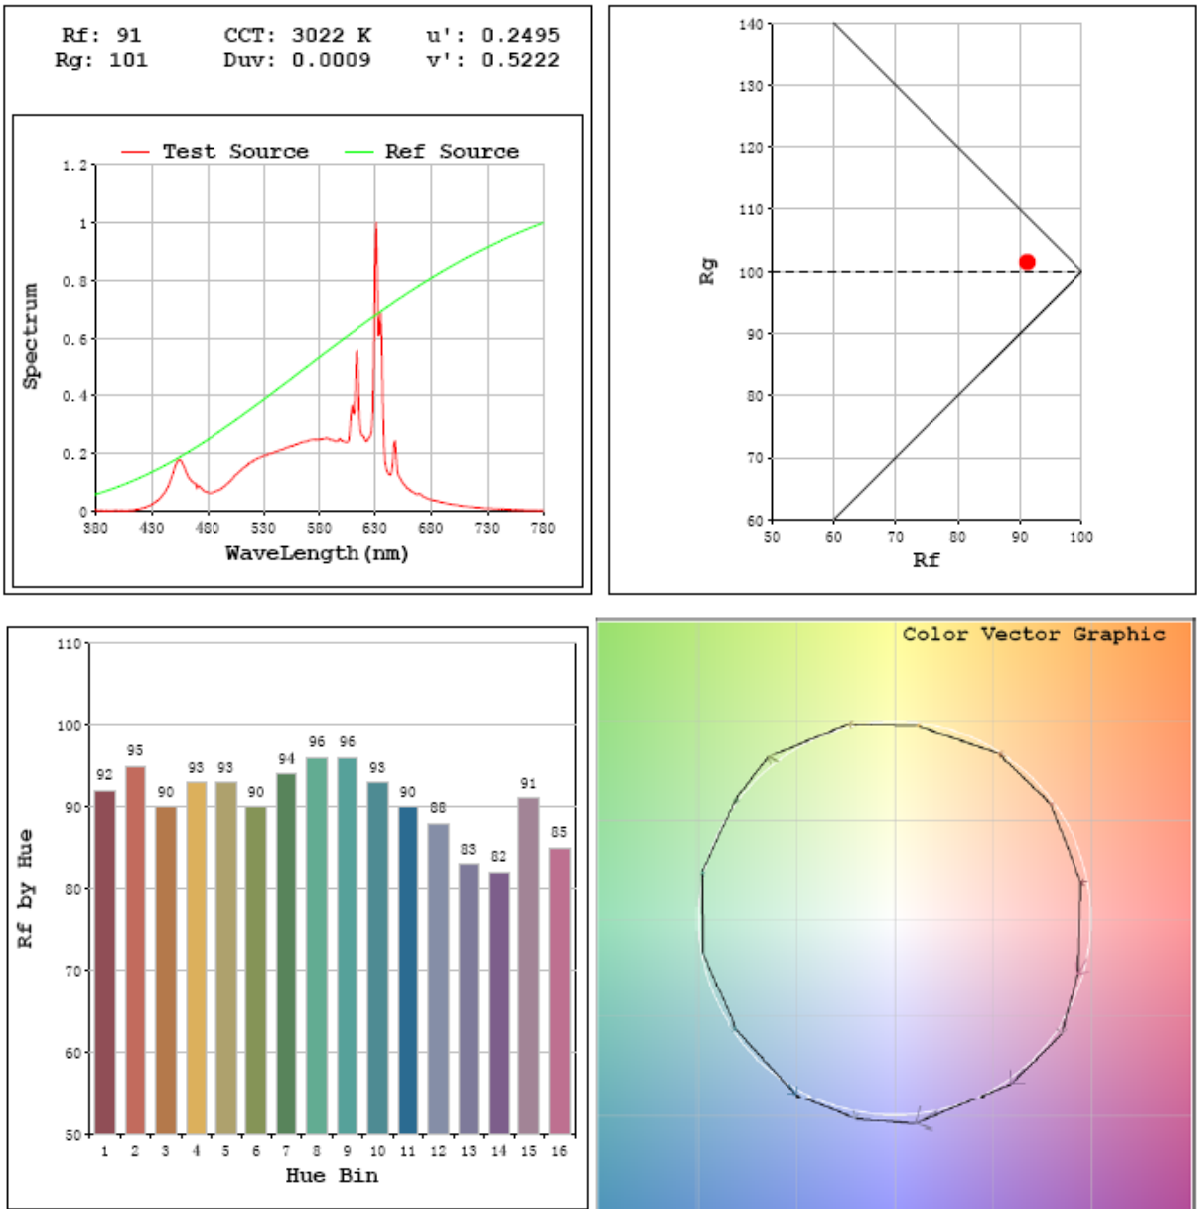 Rf: 91 CCT: 3022 K u': 0.2495
Rg: 101 Duv: 0.0009 v': 0.5222
Test Source Ref Source
1.2
1
0.8
0.6
0.4
0.2
0
Spectrum
380 430 480 530 580 630 680 730 780
WaveLength(nm)
140
130
120
110
100
90
80
70
60
Rg
50 60 70 80 90 100
Rf
110
100
90
80
70
60
50
Rf by Hue
92 95 90 93 93 90 94 96 96 93 90 88 83 82 91 85
1 2 3 4 5 6 7 8 9 10 11 12 13 14 15 16
Hue Bin
Color Vector Graphic